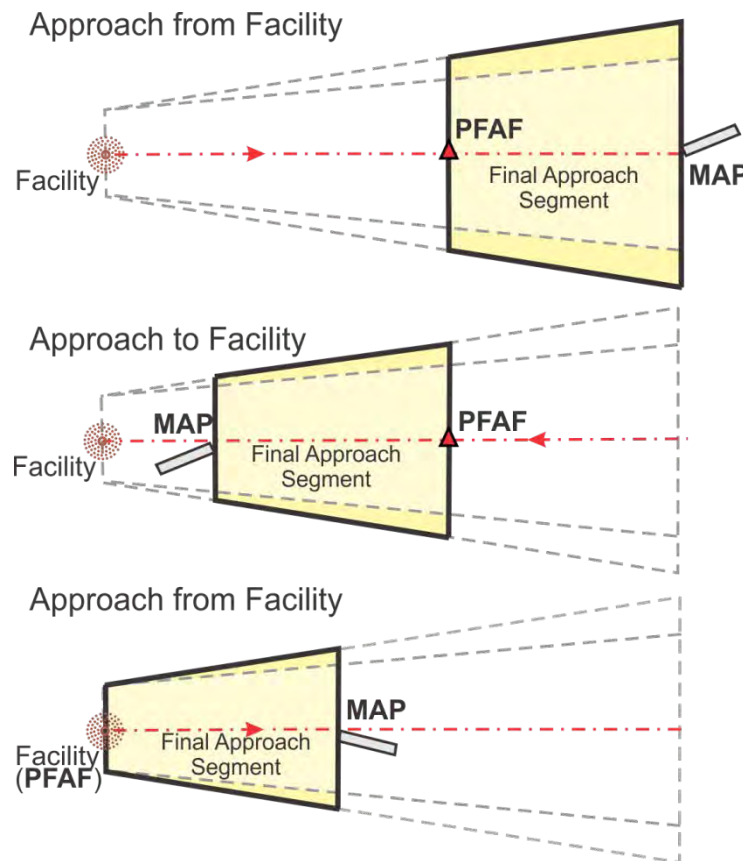 Approach from Facility
PFAF
Facility
Final Approach
Segment
MAP
Approach to Facility
MAP
PFAF
Facility
Final Approach
Segment
Approach from Facility
MAP
Facility
(PFAF)
Final Approach
Segment